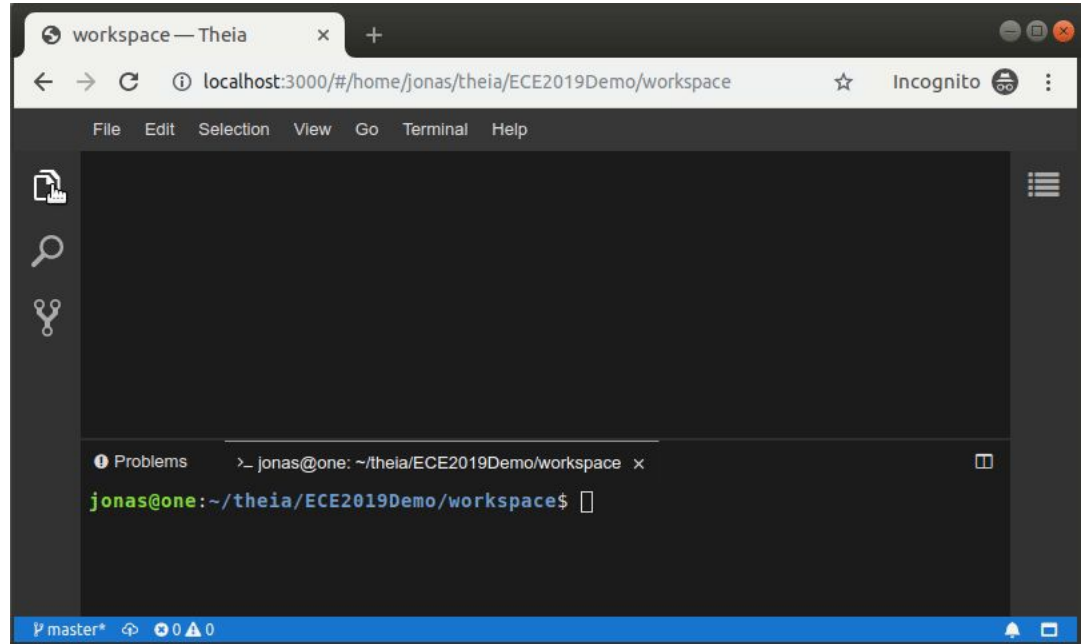 workspace — Theia
localhost:3000/#/home/jonas/theia/ECE2019Demo/workspace Incognito
File Edit Selection View Go Terminal Help
Problems >_ jonas@one: ~/theia/ECE2019Demo/workspace ×
jonas@one:~/theia/ECE2019Demo/workspace$
master* 0 0